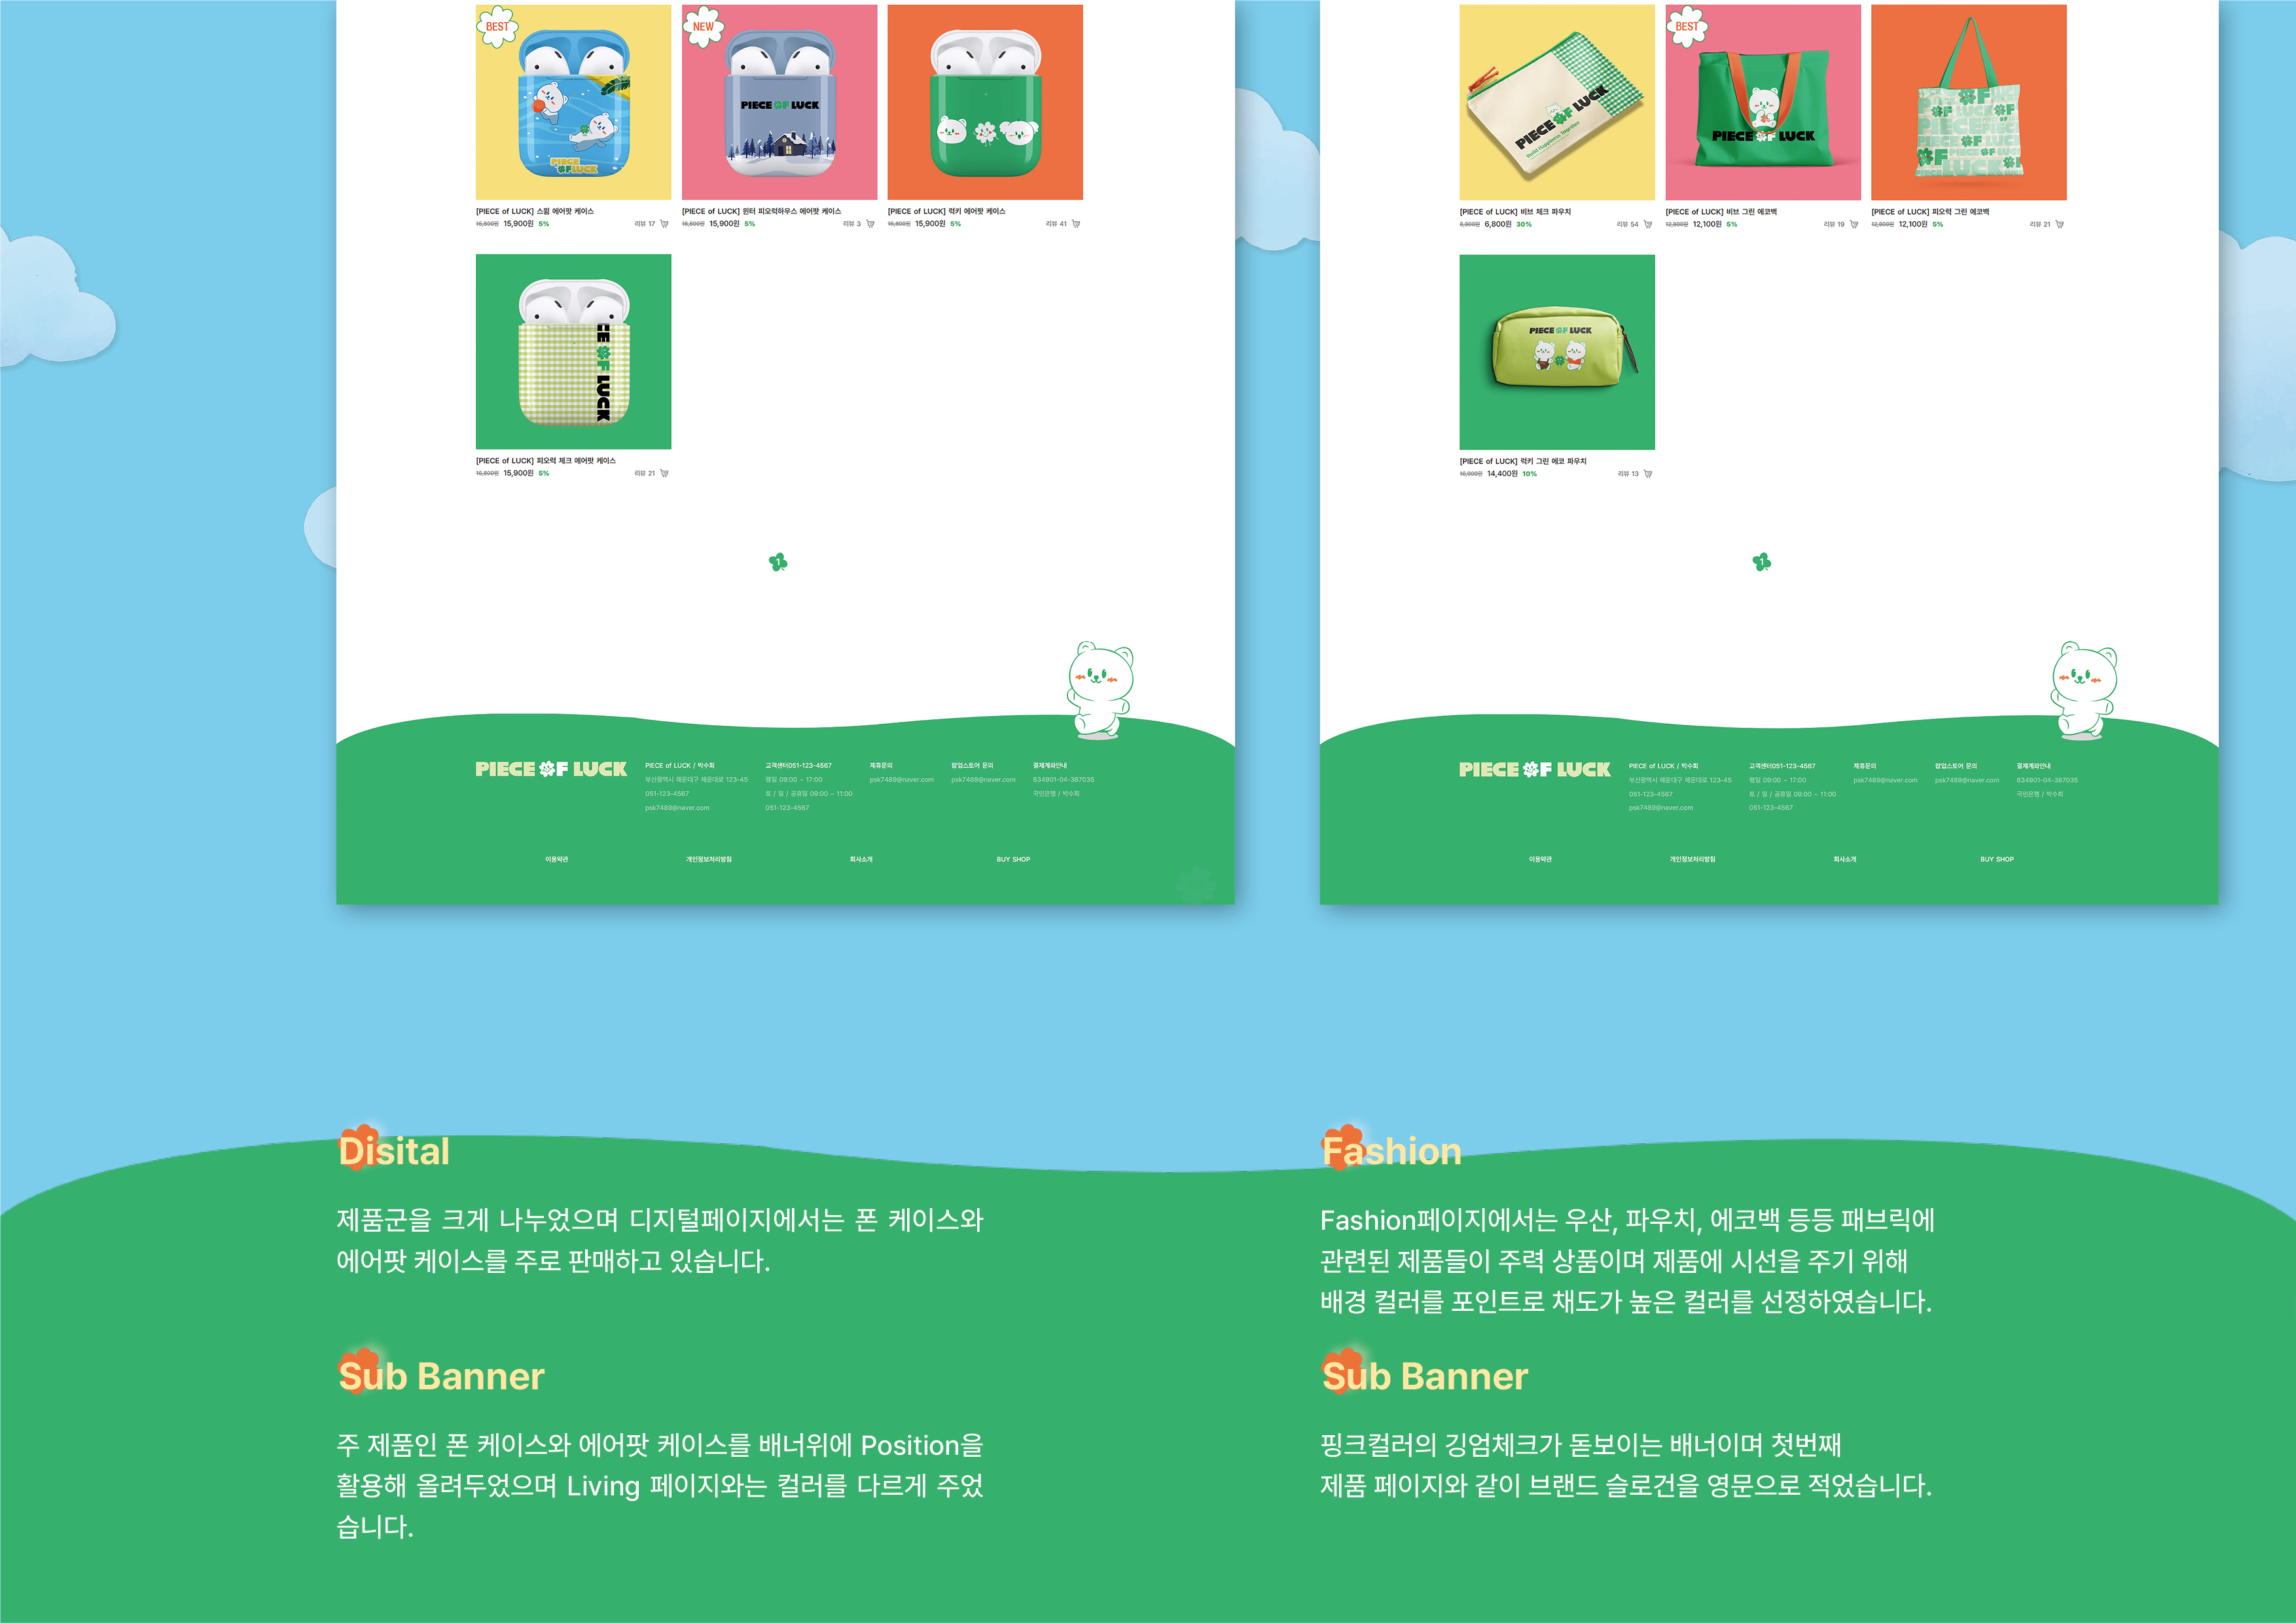 BEST
NEW
PIECE OF LUCK
PIECE OF LUCK
[PIECE of LUCK] 스윔 에어팟 케이스
16,800원 15,900원 5% 리뷰 17
[PIECE of LUCK] 윈터 피오럭하우스 에어팟 케이스
16,800원 15,900원 5% 리뷰 3
[PIECE of LUCK] 럭키 에어팟 케이스
16,800원 15,900원 5% 리뷰 41
CE OF LUCK
[PIECE of LUCK] 피오럭 체크 에어팟 케이스
16,800원 15,900원 5% 리뷰 21
1
PIECE OF LUCK
PIECE of LUCK / 박수희
부산광역시 해운대구 해운대로 123-45
051-123-4567
psk7489@naver.com
고객센터051-123-4567
평일 09:00 ~ 17:00
토 / 일 / 공휴일 09:00 ~ 11:00
051-123-4567
제휴문의
psk7489@naver.com
팝업스토어 문의
psk7489@naver.com
결제계좌안내
634901-04-387035
국민은행 / 박수희
이용약관 개인정보처리방침 회사소개 BUY SHOP
BEST
PIECE OF LUCK
Build Happiness Together
PIECE OF LUCK
[PIECE of LUCK] 비브 체크 파우치
6,800원 30% 리뷰 54
[PIECE of LUCK] 비브 그린 에코백
12,800원 12,100원 5% 리뷰 19
[PIECE of LUCK] 피오럭 그린 에코백
12,800원 12,100원 5% 리뷰 21
PIECE OF LUCK
[PIECE of LUCK] 럭키 그린 에코 파우치
16,000원 14,400원 10% 리뷰 13
1
PIECE OF LUCK
PIECE of LUCK / 박수희
부산광역시 해운대구 해운대로 123-45
051-123-4567
psk7489@naver.com
고객센터051-123-4567
평일 09:00 ~ 17:00
토 / 일 / 공휴일 09:00 ~ 11:00
051-123-4567
제휴문의
psk7489@naver.com
팝업스토어 문의
psk7489@naver.com
결제계좌안내
634901-04-387035
국민은행 / 박수희
이용약관 개인정보처리방침 회사소개 BUY SHOP
Disital
제품군을 크게 나누었으며 디지털페이지에서는 폰 케이스와
에어팟 케이스를 주로 판매하고 있습니다.
Sub Banner
주 제품인 폰 케이스와 에어팟 케이스를 배너위에 Position을
활용해 올려두었으며 Living 페이지와는 컬러를 다르게 주었
습니다.
Fashion
Fashion페이지에서는 우산, 파우치, 에코백 등등 패브릭에
관련된 제품들이 주력 상품이며 제품에 시선을 주기 위해
배경 컬러를 포인트로 채도가 높은 컬러를 선정하였습니다.
Sub Banner
핑크컬러의 깅엄체크가 돋보이는 배너이며 첫번째
제품 페이지와 같이 브랜드 슬로건을 영문으로 적었습니다.